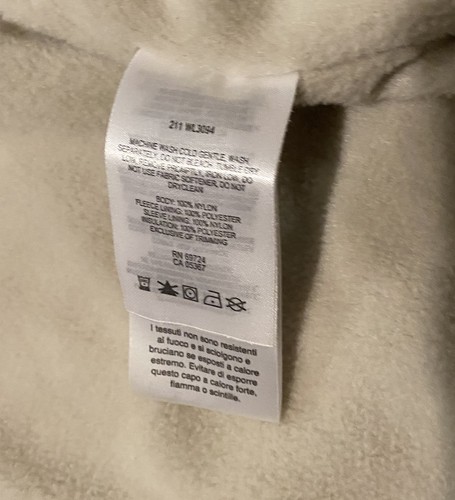 211 WL3094
MACHINE WASH COLD GENTLE, WASH
SEPARATELY, DO NOT BLEACH, TUMBLE DRY
LOW, REMOVE PROMPTLY, IRON LOW, DO
NOT USE FABRIC SOFTENER, DO NOT
DRYCLEAN
BODY: 100% NYLON
FLEECE LINING: 100% POLYESTER
SLEEVE LINING: 100% NYLON
INSULATION: 100% POLYESTER
EXCLUSIVE OF TRIMMING
RN 69724
CA 05367
I tessuti non sono resistenti
al fuoco e si sciolgono e
bruciano se esposti a calore
estremo. Evitare di esporre
questo capo a calore forte,
fiamma o scintille.